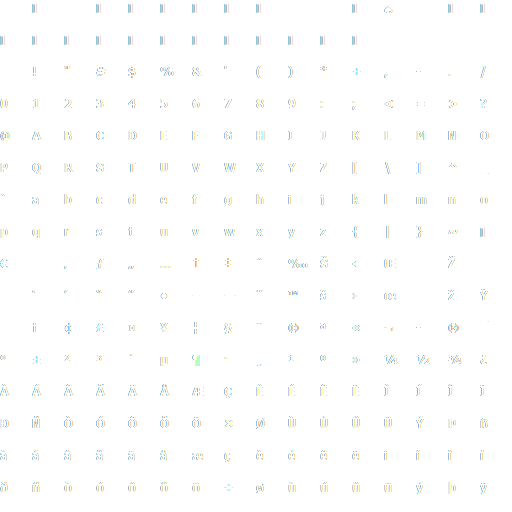 ! " # $ % & ' ( ) * + , - . /
0 1 2 3 4 5 6 7 8 9 : ; < = > ?
@ A B C D E F G H I J K L M N O
P Q R S T U V W X Y Z [ \ ] ^ _
` a b c d e f g h i j k l m n o
p q r s t u v w x y z { | } ~
€ ‚ ƒ „ … † ‡ ˆ ‰ Š ‹ Œ Ž
‘ ’ “ ” • – — ˜ ™ š › œ ž Ÿ
¡ ¢ £ ¤ ¥ ¦ § ¨ © ª « ¬ - ® ¯
° ± ² ³ ´ µ ¶ · ¸ ¹ º » ¼ ½ ¾ ¿
À Á Â Ã Ä Å Æ Ç È É Ê Ë Ì Í Î Ï
Ð Ñ Ò Ó Ô Õ Ö × Ø Ù Ú Û Ü Ý Þ ß
à á â ã ä å æ ç è é ê ë ì í î ï
ð ñ ò ó ô õ ö ÷ ø ù ú û ü ý þ ÿ